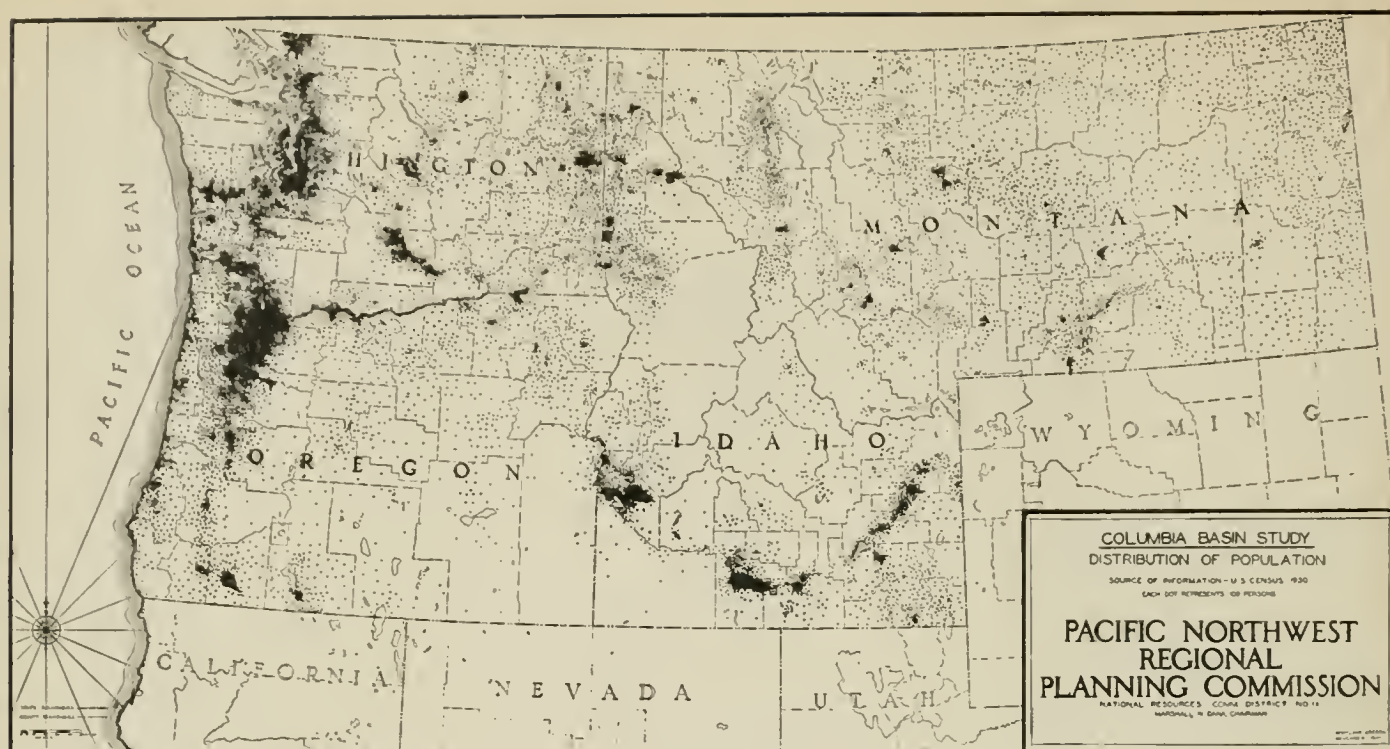 PACIFIC OCEAN
HINGTON
MONTANA
OREGON
IDAHO
WYOMING
CALIFORNIA
NEVADA
UTAH
COLUMBIA BASIN STUDY
DISTRIBUTION OF POPULATION
SOURCE OF INFORMATION - U.S. CENSUS 1930
EACH DOT REPRESENTS 100 PERSONS
PACIFIC NORTHWEST
REGIONAL
PLANNING COMMISSION
NATIONAL RESOURCES COMM. DISTRICT NO. 11
MARSHALL N. DANA, CHAIRMAN